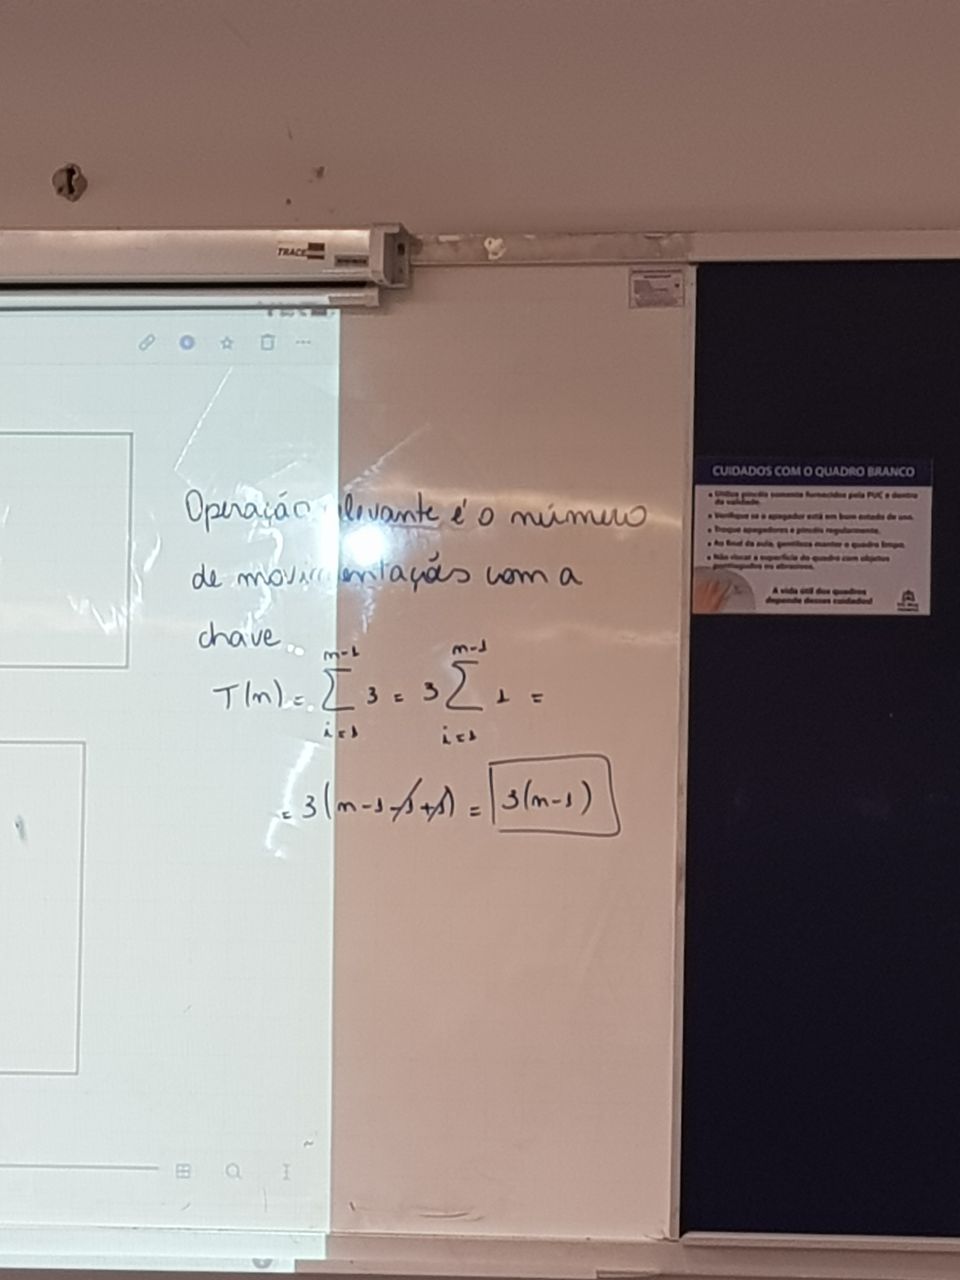 TRACE
Operação relevante é o número
de movimentações com a
chave.
T(n) = Σ 3 = 3 Σ 1 =
n-1 n-1
i=1 i=1
= 3(n-1-1+1) = 3(n-1)
CUIDADOS COM O QUADRO BRANCO
• Utilize pincéis somente fornecidos pela PUC e dentro
da validade.
• Verifique se o apagador está em bom estado de uso.
• Troque apagadores e pincéis regularmente.
• Ao final da aula, gentileza manter o quadro limpo.
• Não riscar a superfície do quadro com objetos
pontiagudos ou abrasivos.
A vida útil dos quadros
depende desses cuidados!